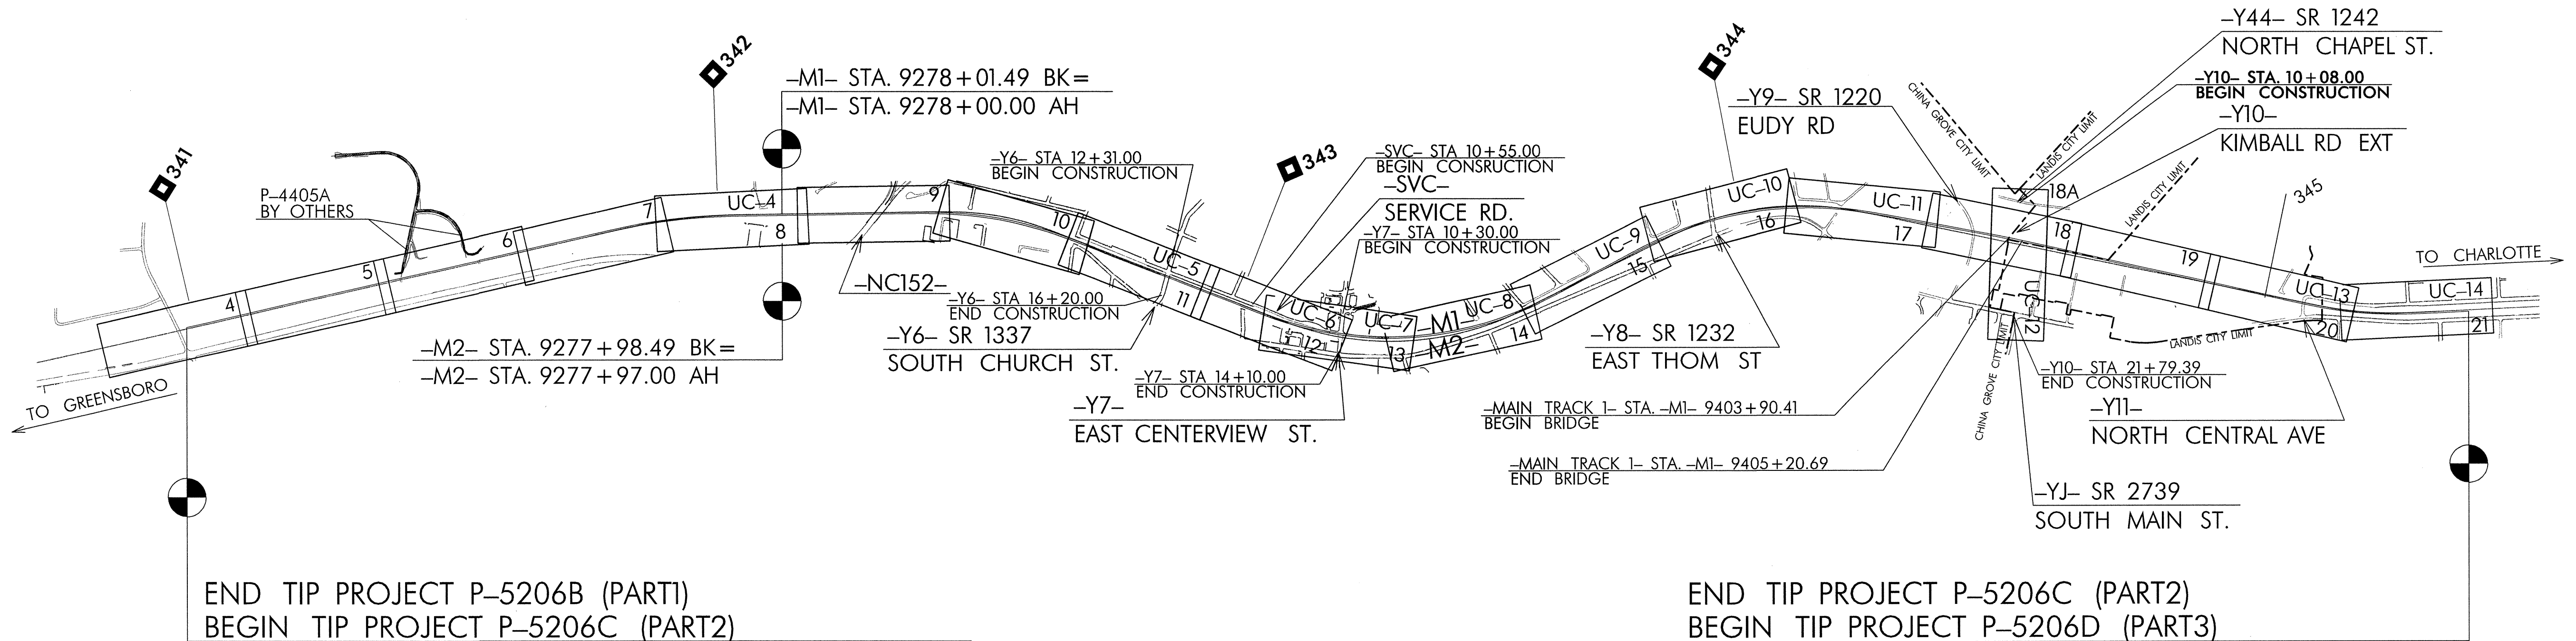 341
P–4405A
BY OTHERS
342
–M1– STA. 9278+01.49 BK=
–M1– STA. 9278+00.00 AH
–Y6– STA 12+31.00
BEGIN CONSTRUCTION
343
–SVC– STA 10+55.00
BEGIN CONSRUCTION
–SVC–
SERVICE RD.
–Y7– STA 10+30.00
BEGIN CONSTRUCTION
344
–Y9– SR 1220
EUDY RD
CHINA GROVE CITY LIMIT
LANDIS CITY LIMIT
LANDIS CITY LIMIT
–Y44– SR 1242
NORTH CHAPEL ST.
–Y10– STA. 10+08.00
BEGIN CONSTRUCTION
–Y10–
KIMBALL RD EXT
345
TO CHARLOTTE
4
5
6
7
UC–4
8
9
10
UC–5
11
UC–6
12
UC–7
13
–M1–
M2–
UC–8
14
UC–9
15
UC–10
16
UC–11
17
18A
18
UC–12
19
UC–13
20
UC–14
21
TO GREENSBORO
–M2– STA. 9277+98.49 BK=
–M2– STA. 9277+97.00 AH
–NC152–
–Y6– STA 16+20.00
END CONSTRUCTION
–Y6– SR 1337
SOUTH CHURCH ST.
–Y7– STA 14+10.00
END CONSTRUCTION
–Y7–
EAST CENTERVIEW ST.
–Y8– SR 1232
EAST THOM ST
–MAIN TRACK 1– STA. –M1– 9403+90.41
BEGIN BRIDGE
–MAIN TRACK 1– STA. –M1– 9405+20.69
END BRIDGE
CHINA GROVE CITY LIMIT
LANDIS CITY LIMIT
–Y10– STA 21+79.39
END CONSTRUCTION
–Y11–
NORTH CENTRAL AVE
–YJ– SR 2739
SOUTH MAIN ST.
END TIP PROJECT P–5206B (PART1)
BEGIN TIP PROJECT P–5206C (PART2)
END TIP PROJECT P–5206C (PART2)
BEGIN TIP PROJECT P–5206D (PART3)